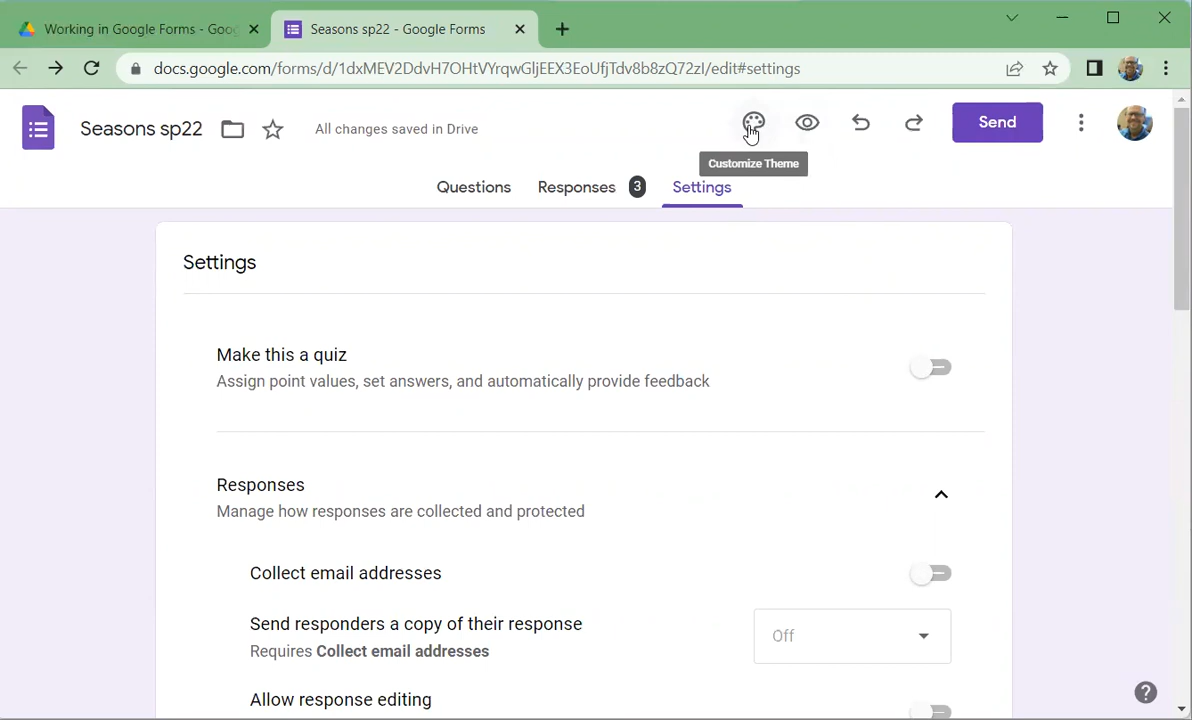 Working in Google Forms - Goog
Seasons sp22 - Google Forms
docs.google.com/forms/d/1dxMEV2DdvH7OHtVYrqwGljEEX3EoUfjTdv8b8zQ72zI/edit#settings
Seasons sp22
All changes saved in Drive
Send
Customize Theme
Questions
Responses 3
Settings
Settings
Make this a quiz
Assign point values, set answers, and automatically provide feedback
Responses
Manage how responses are collected and protected
Collect email addresses
Send responders a copy of their response
Off
Requires Collect email addresses
Allow response editing